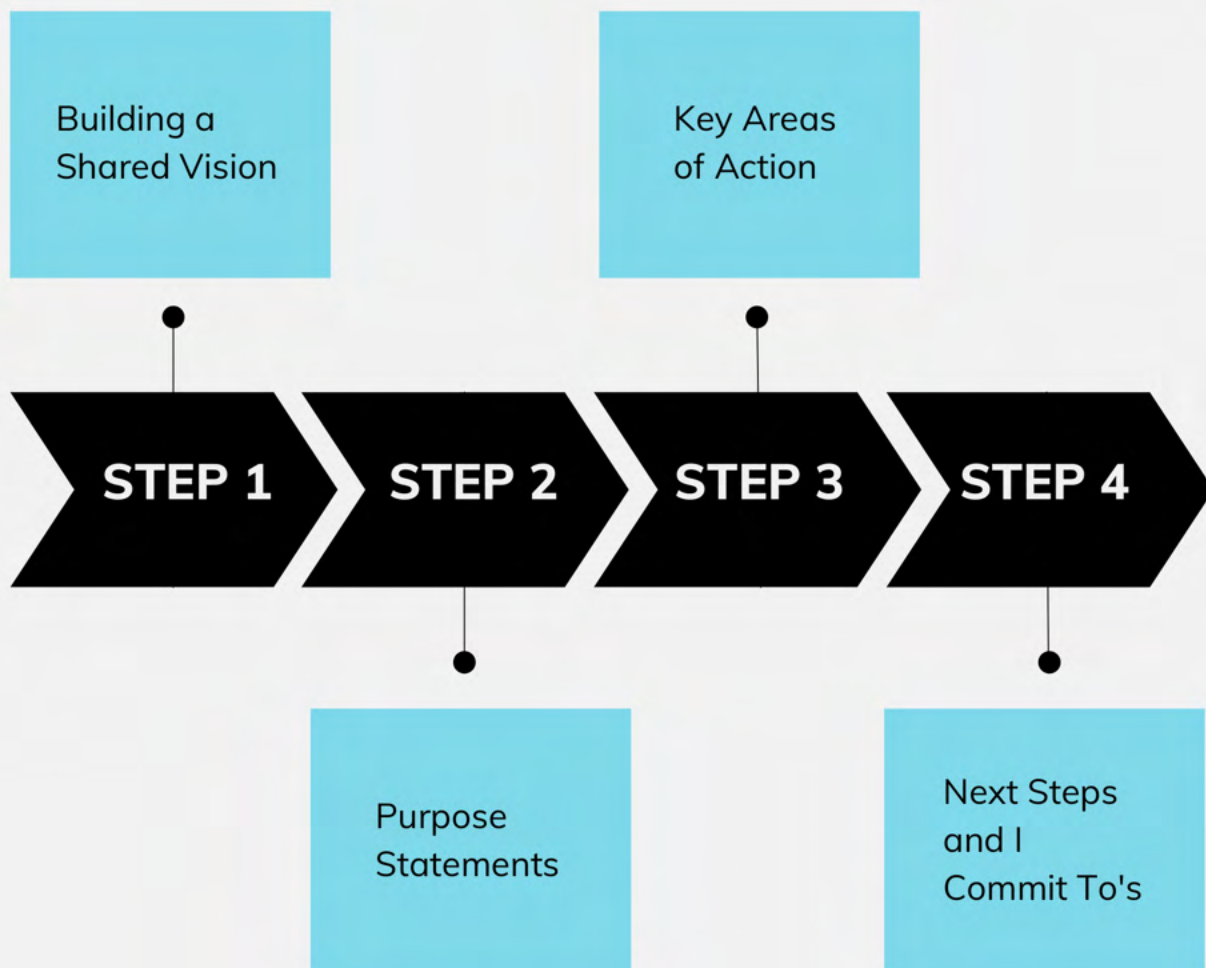 Building a
Shared Vision
Key Areas
of Action
STEP 1
STEP 2
STEP 3
STEP 4
Purpose
Statements
Next Steps
and I
Commit To's